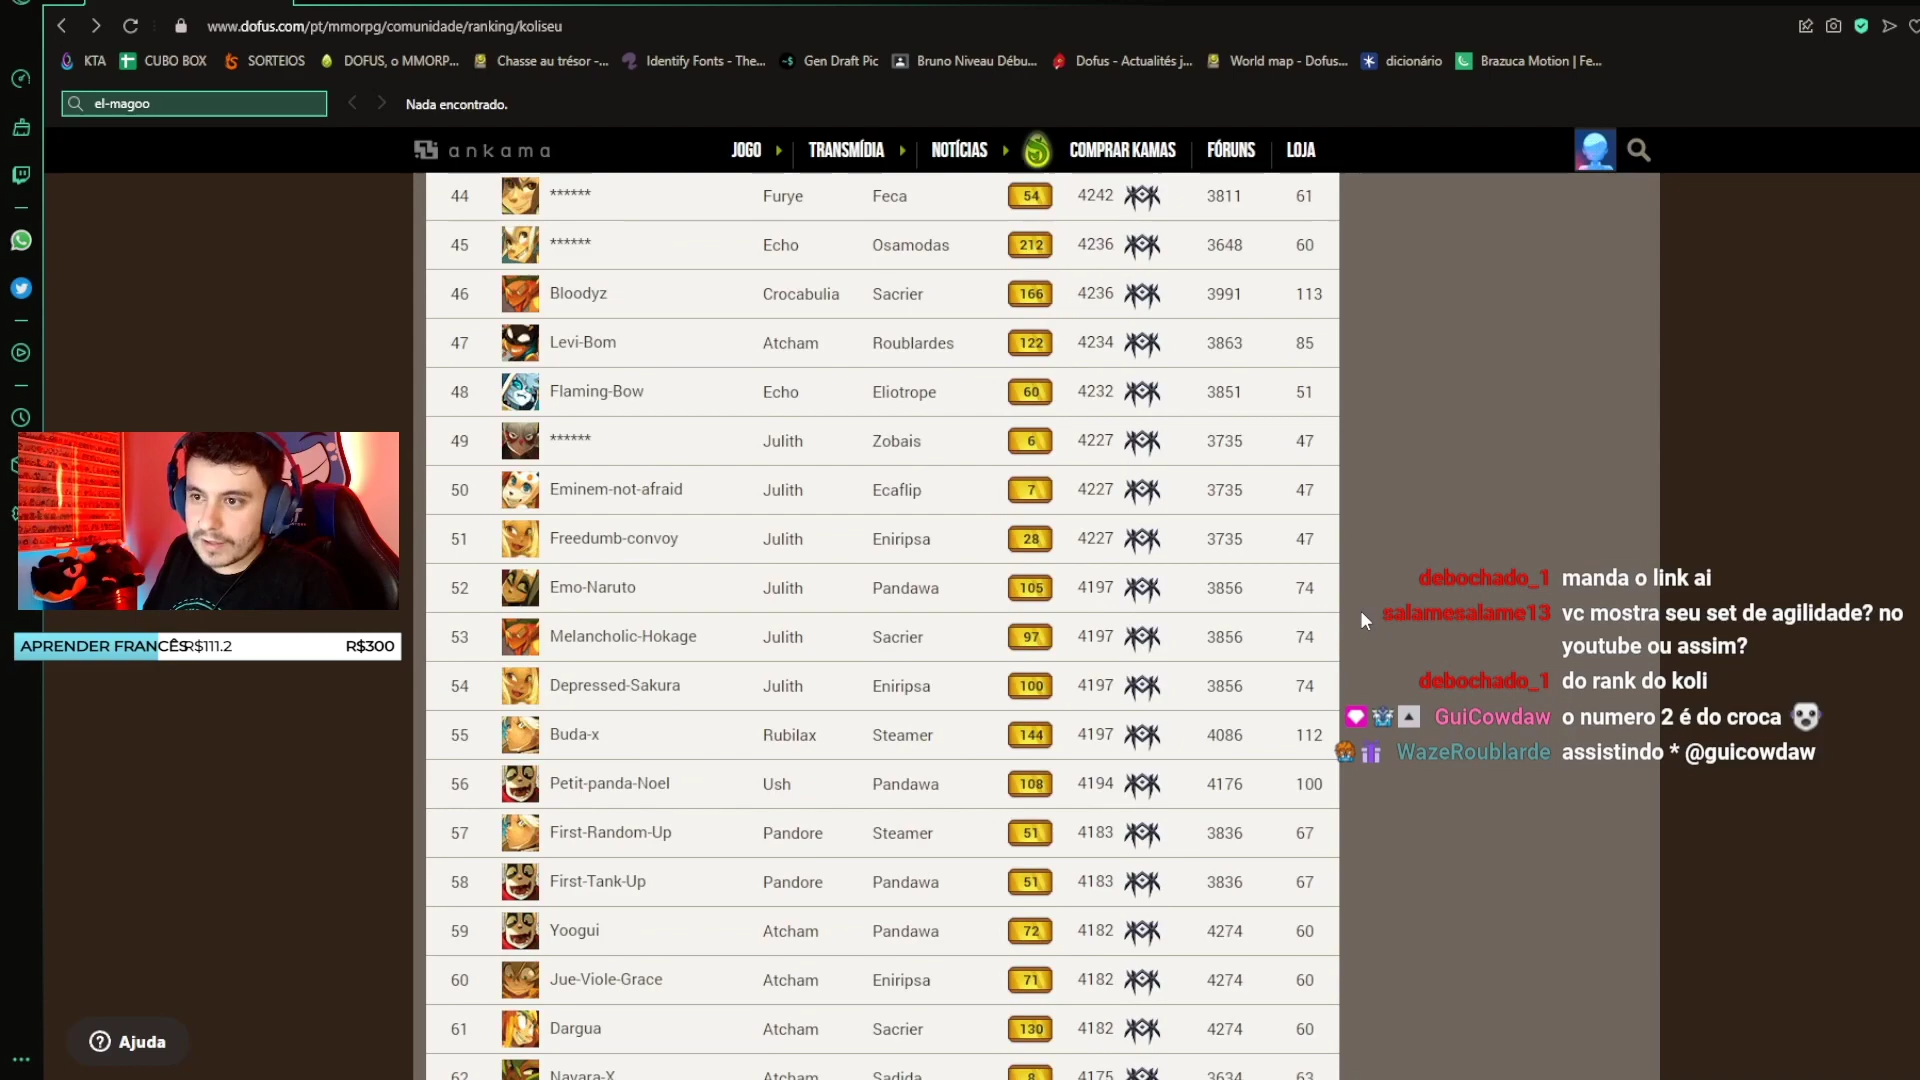 www.dofus.com/pt/mmorpg/comunidade/ranking/koliseu
KTA CUBO BOX SORTEIOS DOFUS, o MMORP... Chasse au trésor -... Identify Fonts - The... Gen Draft Pic Bruno Niveau Débu... Dofus - Actualités j... World map - Dofus... dicionário Brazuca Motion | Fe...
el-magoo Nada encontrado.
ankama JOGO TRANSMÍDIA NOTÍCIAS COMPRAR KAMAS FÓRUNS LOJA
44 ****** Furye Feca 54 4242 3811 61
45 ****** Echo Osamodas 212 4236 3648 60
46 Bloodyz Crocabulia Sacrier 166 4236 3991 113
47 Levi-Bom Atcham Roublardes 122 4234 3863 85
48 Flaming-Bow Echo Eliotrope 60 4232 3851 51
49 ****** Julith Zobais 6 4227 3735 47
50 Eminem-not-afraid Julith Ecaflip 7 4227 3735 47
51 Freedumb-convoy Julith Eniripsa 28 4227 3735 47
52 Emo-Naruto Julith Pandawa 105 4197 3856 74
53 Melancholic-Hokage Julith Sacrier 97 4197 3856 74
54 Depressed-Sakura Julith Eniripsa 100 4197 3856 74
55 Buda-x Rubilax Steamer 144 4197 4086 112
56 Petit-panda-Noel Ush Pandawa 108 4194 4176 100
57 First-Random-Up Pandore Steamer 51 4183 3836 67
58 First-Tank-Up Pandore Pandawa 51 4183 3836 67
59 Yoogui Atcham Pandawa 72 4182 4274 60
60 Jue-Viole-Grace Atcham Eniripsa 71 4182 4274 60
61 Dargua Atcham Sacrier 130 4182 4274 60
62 Navara-X Atcham Sadida 8 4175 3634 63
APRENDER FRANCÊS R$111.2 R$300
debochado_1 manda o link ai
salamesalame13 vc mostra seu set de agilidade? no
youtube ou assim?
debochado_1 do rank do koli
GuiCowdaw o numero 2 é do croca
WazeRoublarde assistindo * @guicowdaw
Ajuda